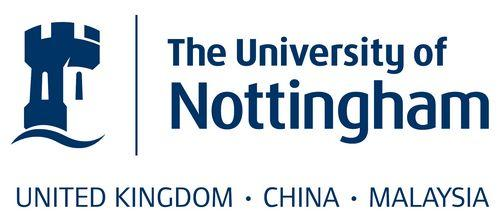 The University of
Nottingham
UNITED KINGDOM · CHINA · MALAYSIA